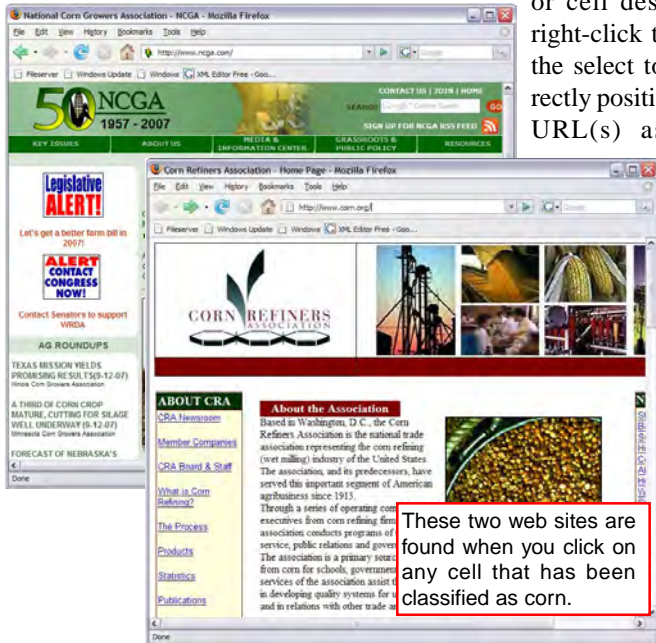 or cell des
right-click t
the select to
rectly positi
URL(s) as
National Corn Growers Association - NCGA - Mozilla Firefox
File Edit View History Bookmarks Tools Help
http://www.ncga.com/
Fileserver Windows Update Windows XML Editor Free - Goo...
50 NCGA
1957 - 2007
CONTACT US | JOIN | HOME
SEARCH
GO
SIGN UP FOR NCGA RSS FEED
KEY ISSUES ABOUT US MEDIA & INFORMATION CENTER GRASSROOTS & PUBLIC POLICY RESOURCES
Legislative
ALERT!
Let's get a better farm bill in
2007!
ALERT
CONTACT
CONGRESS
NOW!
Contact Senators to support
WRDA
AG ROUNDUPS
TEXAS MISSION YIELDS
PROMISING RESULTS(9-12-07)
Illinois Corn Growers Association
A THIRD OF CORN CROP
MATURE, CUTTING FOR SILAGE
WELL UNDERWAY (9-12-07)
Minnesota Corn Growers Association
FORECAST OF NEBRASKA'S
Done
Corn Refiners Association - Home Page - Mozilla Firefox
File Edit View History Bookmarks Tools Help
http://www.corn.org/
Fileserver Windows Update Windows XML Editor Free - Goo...
CORN REFINERS
ASSOCIATION
ABOUT CRA
CRA Newsroom
Member Companies
CRA Board & Staff
What is Corn
Refining?
The Process
Products
Statistics
Publications
About the Association
Based in Washington, D.C., the Corn
Refiners Association is the national trade
association representing the corn refining
(wet milling) industry of the United States.
The association, and its predecessors, have
served this important segment of American
agribusiness since 1913.
Through a series of operating com
executives from corn refining firm
association conducts programs of
service, public relations and govern
The association is a primary sourc
from corn for schools, government
services of the association assist t
in developing quality systems for u
and in relations with other trade a
Done
These two web sites are
found when you click on
any cell that has been
classified as corn.